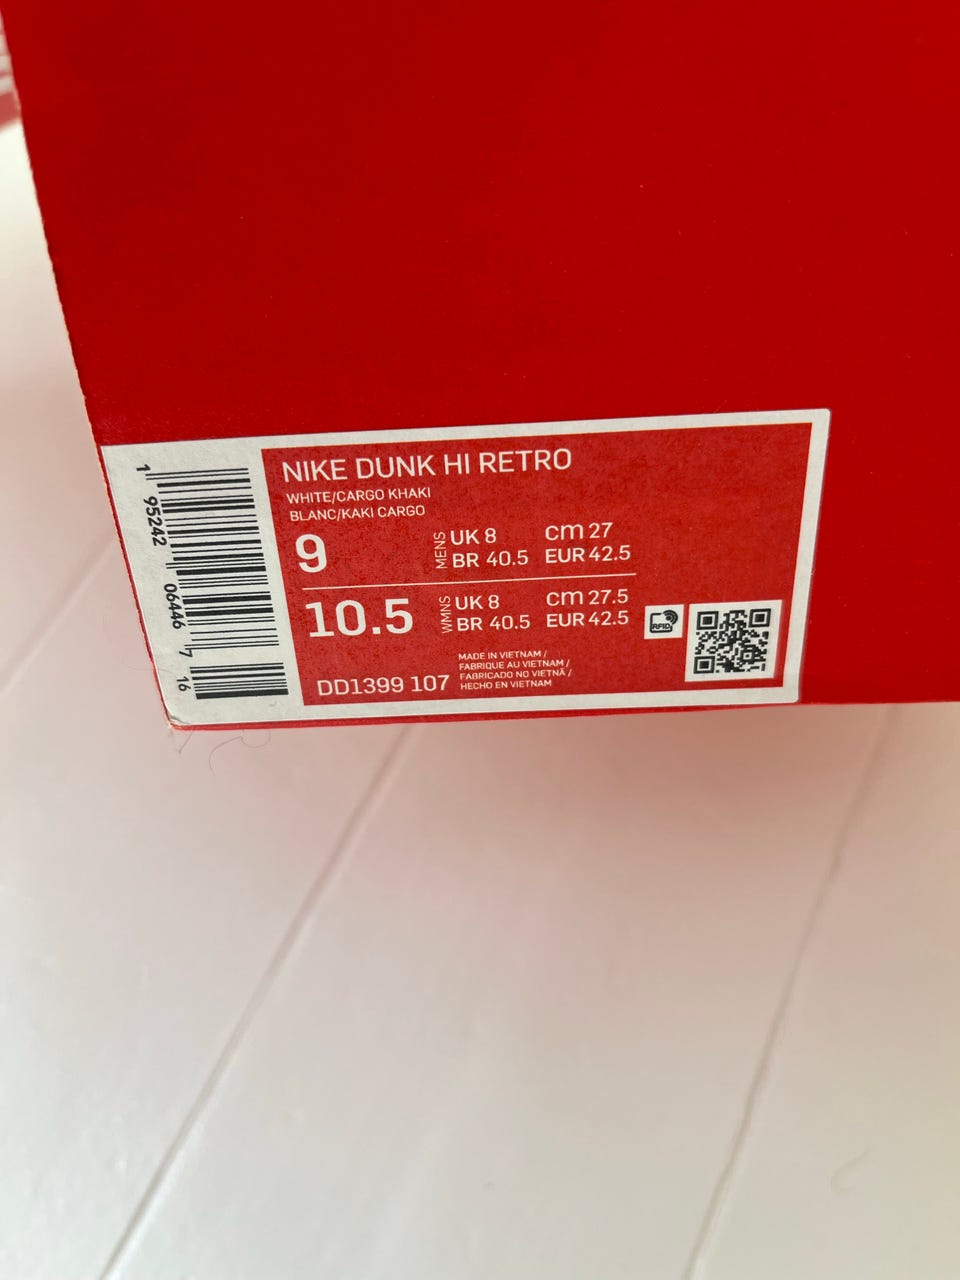 NIKE DUNK HI RETRO
WHITE/CARGO KHAKI
BLANC/KAKI CARGO
9 MENS UK 8 cm 27
BR 40.5 EUR 42.5
10.5 WMNS UK 8 cm 27.5
BR 40.5 EUR 42.5
RFID
MADE IN VIETNAM /
FABRIQUE AU VIETNAM /
FABRICADO NO VIETNÃ /
HECHO EN VIETNAM
DD1399 107
1 95242 06446 7 16